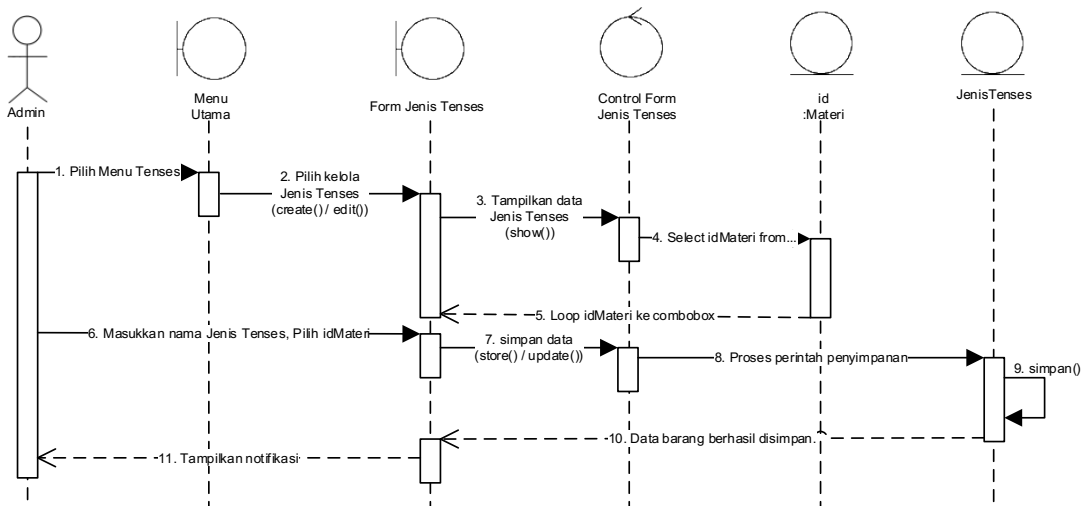 Admin
Menu
Utama
Form Jenis Tenses
Control Form
Jenis Tenses
id
:Materi
JenisTenses
1. Pilih Menu Tenses
2. Pilih kelola
Jenis Tenses
(create() / edit())
3. Tampilkan data
Jenis Tenses
(show())
4. Select idMateri from...
5. Loop idMateri ke combobox
6. Masukkan nama Jenis Tenses, Pilih idMateri
7. simpan data
(store() / update())
8. Proses perintah penyimpanan
9. simpan()
10. Data barang berhasil disimpan.
11. Tampilkan notifikasi